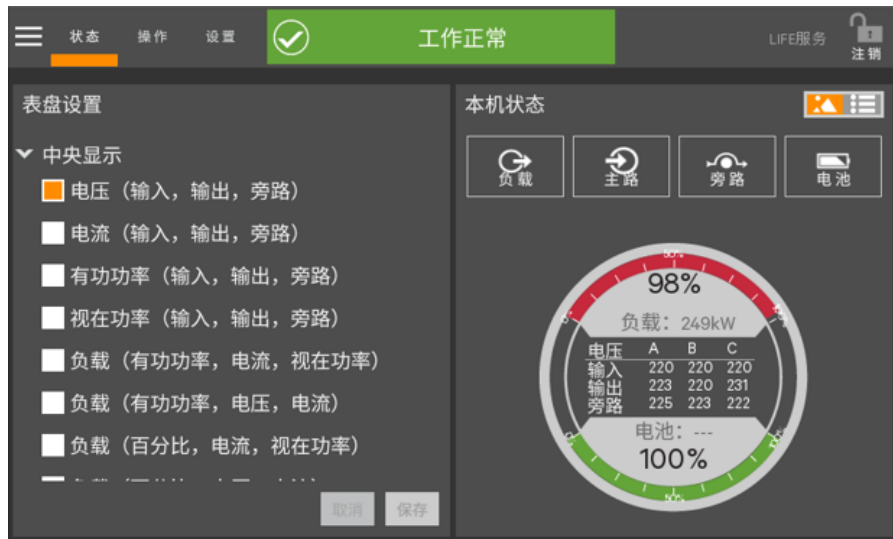 状态 操作 设置 工作正常 LIFE服务 注销
表盘设置
中央显示
电压（输入，输出，旁路）
电流（输入，输出，旁路）
有功功率（输入，输出，旁路）
视在功率（输入，输出，旁路）
负载（有功功率，电流，视在功率）
负载（有功功率，电压，电流）
负载（百分比，电流，视在功率）
取消 保存
本机状态
负载 主路 旁路 电池
50%
0%
98%
负载：249kW
电压 A B C
输入 220 220 220
输出 223 220 231
旁路 225 223 222
电池：---
0% 100%
100%
50%